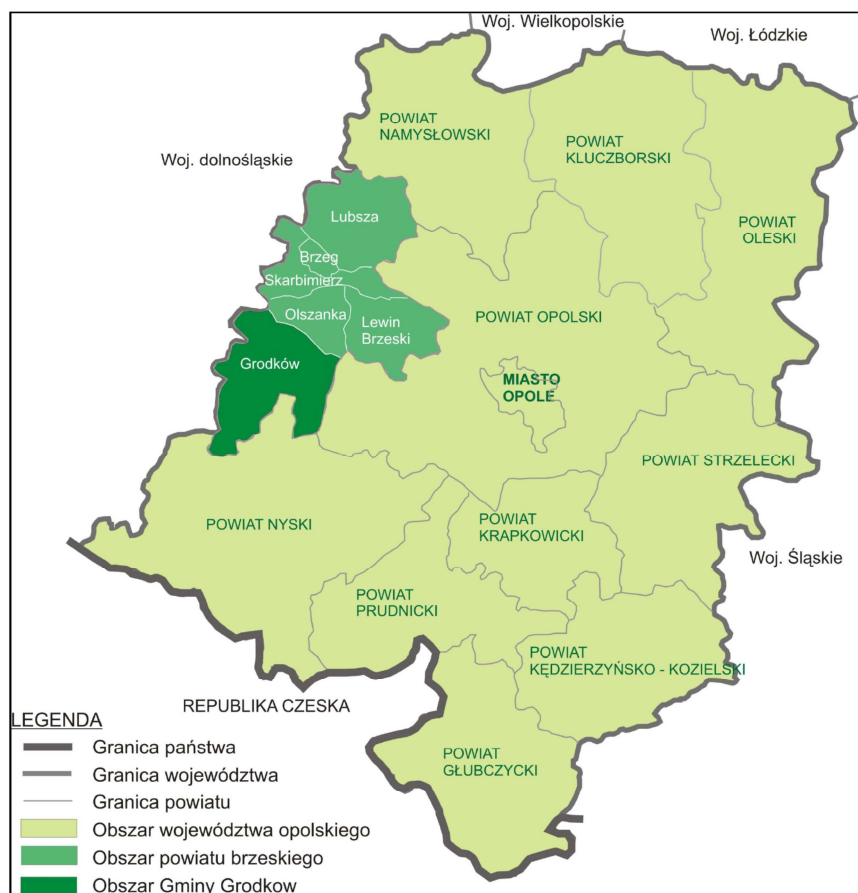 Woj. Wielkopolskie
Woj. Łódzkie
POWIAT
NAMYSŁOWSKI
POWIAT
KLUCZBORSKI
Woj. dolnośląskie
Lubsza
POWIAT
OLESKI
Brzeg
Skarbimierz
Olszanka
Lewin
Brzeski
POWIAT OPOLSKI
Grodków
MIASTO
OPOLE
POWIAT STRZELECKI
POWIAT NYSKI
POWIAT
KRAPKOWICKI
Woj. Śląskie
POWIAT
PRUDNICKI
POWIAT
KĘDZIERZYŃSKO - KOZIELSKI
REPUBLIKA CZESKA
POWIAT
GŁUBCZYCKI
LEGENDA
Granica państwa
Granica województwa
Granica powiatu
Obszar województwa opolskiego
Obszar powiatu brzeskiego
Obszar Gminy Grodkow